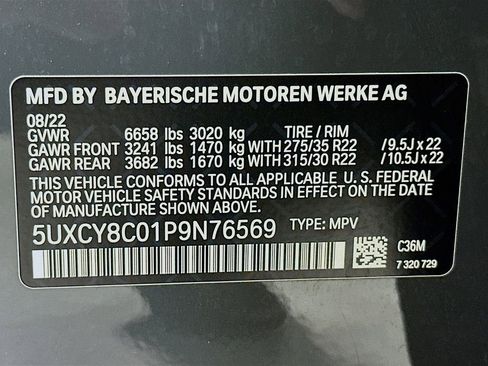 MFD BY BAYERISCHE MOTOREN WERKE AG
08/22
GVWR 6658 lbs 3020 kg TIRE / RIM
GAWR FRONT 3241 lbs 1470 kg WITH 275/35 R22 /9.5J x 22
GAWR REAR 3682 lbs 1670 kg WITH 315/30 R22 /10.5J x 22
THIS VEHICLE CONFORMS TO ALL APPLICABLE U. S. FEDERAL
MOTOR VEHICLE SAFETY STANDARDS IN EFFECT ON THE
DATE OF MANUFACTURE SHOWN ABOVE.
5UXCY8C01P9N76569 TYPE: MPV
C36M
7 320 729